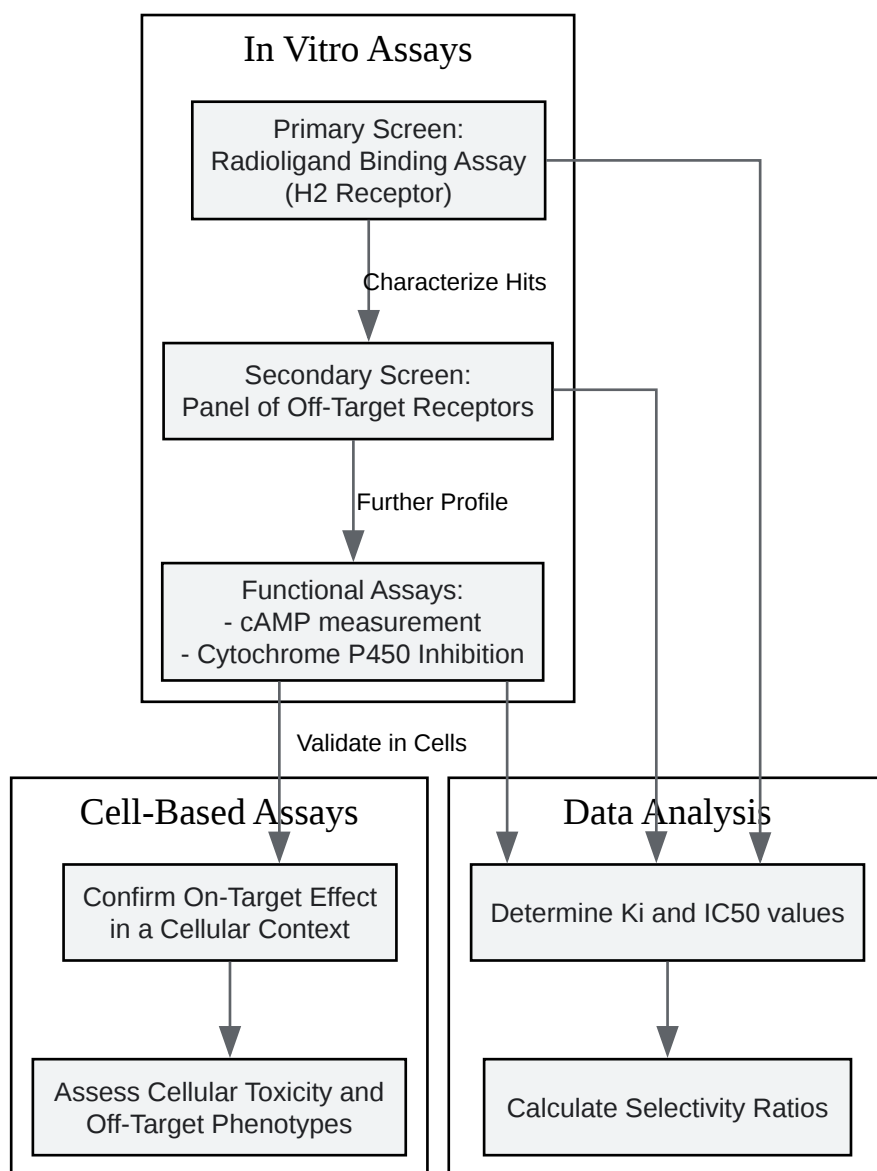 In Vitro Assays
Primary Screen:
Radioligand Binding Assay
(H2 Receptor)
Characterize Hits
Secondary Screen:
Panel of Off-Target Receptors
Further Profile
Functional Assays:
- cAMP measurement
- Cytochrome P450 Inhibition
Validate in Cells
Cell-Based Assays
Confirm On-Target Effect
in a Cellular Context
Assess Cellular Toxicity and
Off-Target Phenotypes
Data Analysis
Determine Ki and IC50 values
Calculate Selectivity Ratios